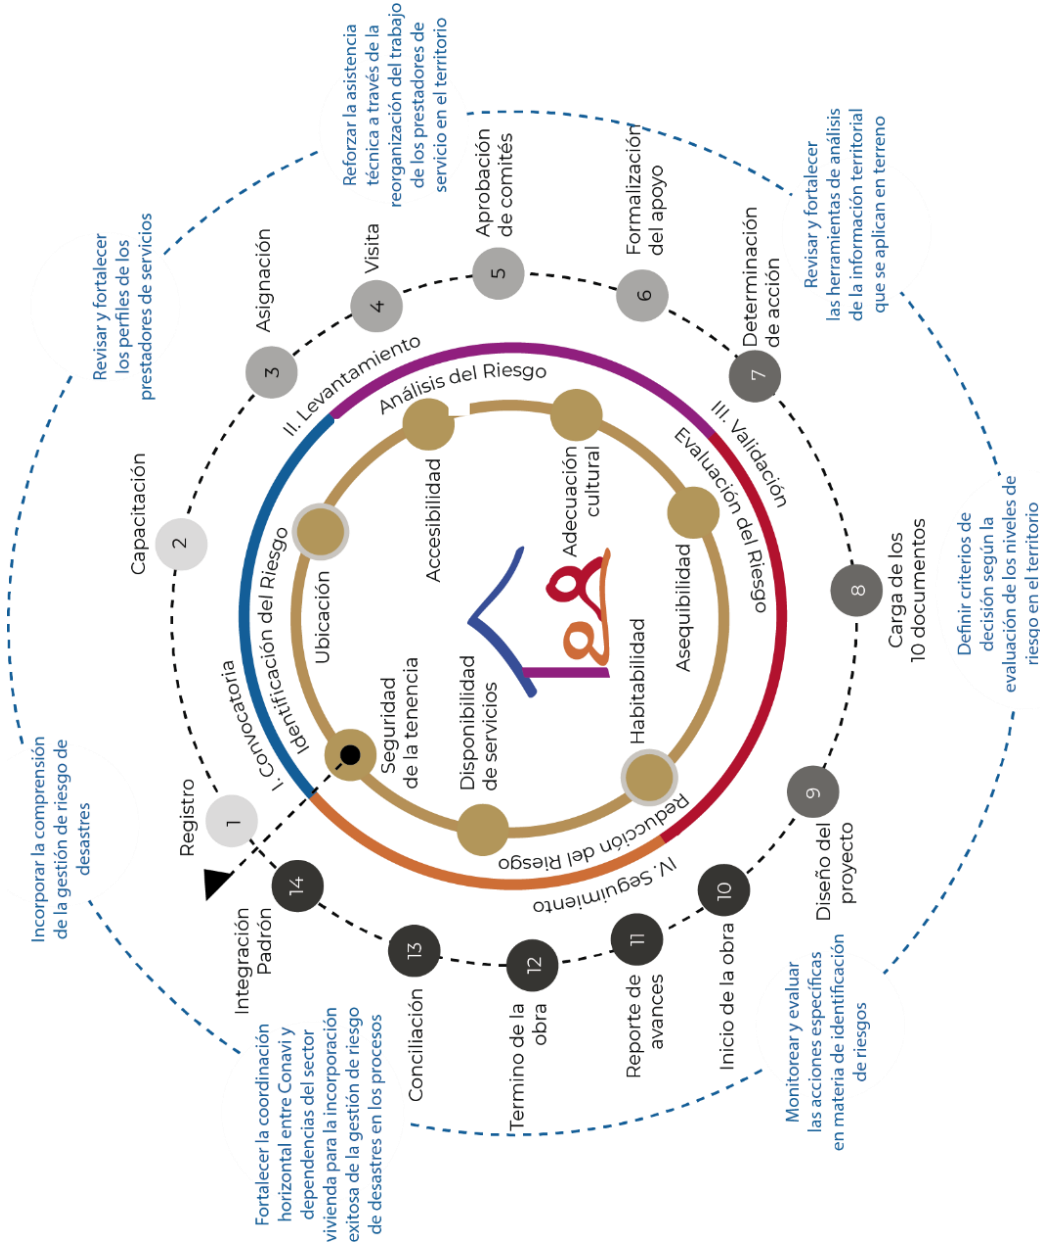 Incorporar la comprensión
de la gestión de riesgo de
desastres
Revisar y fortalecer
los perfiles de los
prestadores de servicios
Reforzar la asistencia
técnica a través de la
reorganización del trabajo
de los prestadores de
servicio en el territorio
Revisar y fortalecer
las herramientas de análisis
de la información territorial
que se aplican en terreno
Definir criterios de
decisión según la
evaluación de los niveles de
riesgo en el territorio
Monitorear y evaluar
las acciones específicas
en materia de identificación
de riesgos
Fortalecer la coordinación
horizontal entre Conavi y
dependencias del sector
vivienda para la incorporación
exitosa de la gestión de riesgo
de desastres en los procesos
Registro
1
Capacitación
2
Asignación
3
Visita
4
Aprobación
de comités
5
Formalización
del apoyo
6
Determinación
de acción
7
Carga de los
10 documentos
8
Diseño del
proyecto
9
Inicio de la obra
10
Reporte de
avances
11
Termino de la
obra
12
Conciliación
13
Integración
Padrón
14
I. Convocatoria
Identificación del Riesgo
II. Levantamiento
Análisis del Riesgo
III. Validación
Evaluación del Riesgo
IV. Seguimiento
Reducción del Riesgo
Seguridad
de la tenencia
Ubicación
Accesibilidad
Adecuación
cultural
Asequibilidad
Habitabilidad
Disponibilidad
de servicios